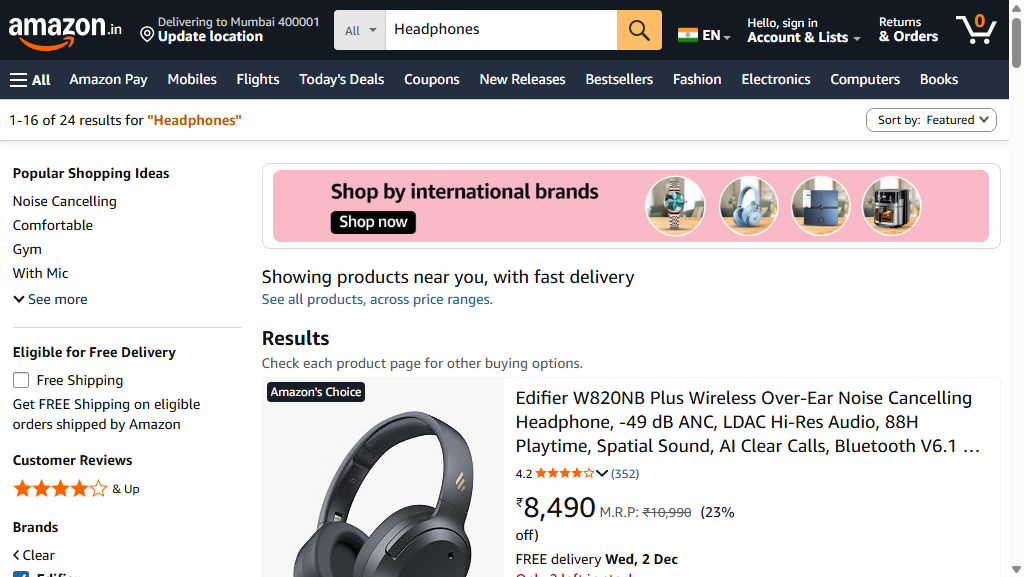 amazon.in
Delivering to Mumbai 400001
Update location
All
Headphones
EN
Hello, sign in
Account & Lists
Returns
& Orders
0
All
Amazon Pay
Mobiles
Flights
Today's Deals
Coupons
New Releases
Bestsellers
Fashion
Electronics
Computers
Books
1-16 of 24 results for "Headphones"
Sort by: Featured
Popular Shopping Ideas
Noise Cancelling
Comfortable
Gym
With Mic
See more
Eligible for Free Delivery
Free Shipping
Get FREE Shipping on eligible
orders shipped by Amazon
Customer Reviews
& Up
Brands
Clear
Edifier
Shop by international brands
Shop now
Showing products near you, with fast delivery
See all products, across price ranges.
Results
Check each product page for other buying options.
Amazon's Choice
Edifier W820NB Plus Wireless Over-Ear Noise Cancelling
Headphone, -49 dB ANC, LDAC Hi-Res Audio, 88H
Playtime, Spatial Sound, AI Clear Calls, Bluetooth V6.1 …
4.2 (352)
₹8,490 M.R.P: ₹10,990 (23%
off)
FREE delivery Wed, 2 Dec